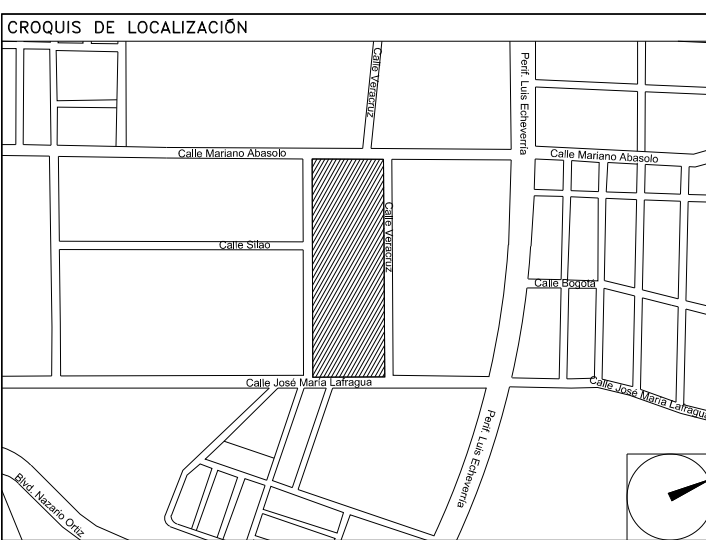 CROQUIS DE LOCALIZACIÓN
Calle Veracruz
Perif. Luis Echeverría
Calle Mariano Abasolo
Calle Mariano Abasolo
Calle Veracruz
Calle Silao
Calle Bogotá
Calle José María Lafragua
Calle José María Lafragua
Perif. Luis Echeverría
Blvd. Nazario Ortiz